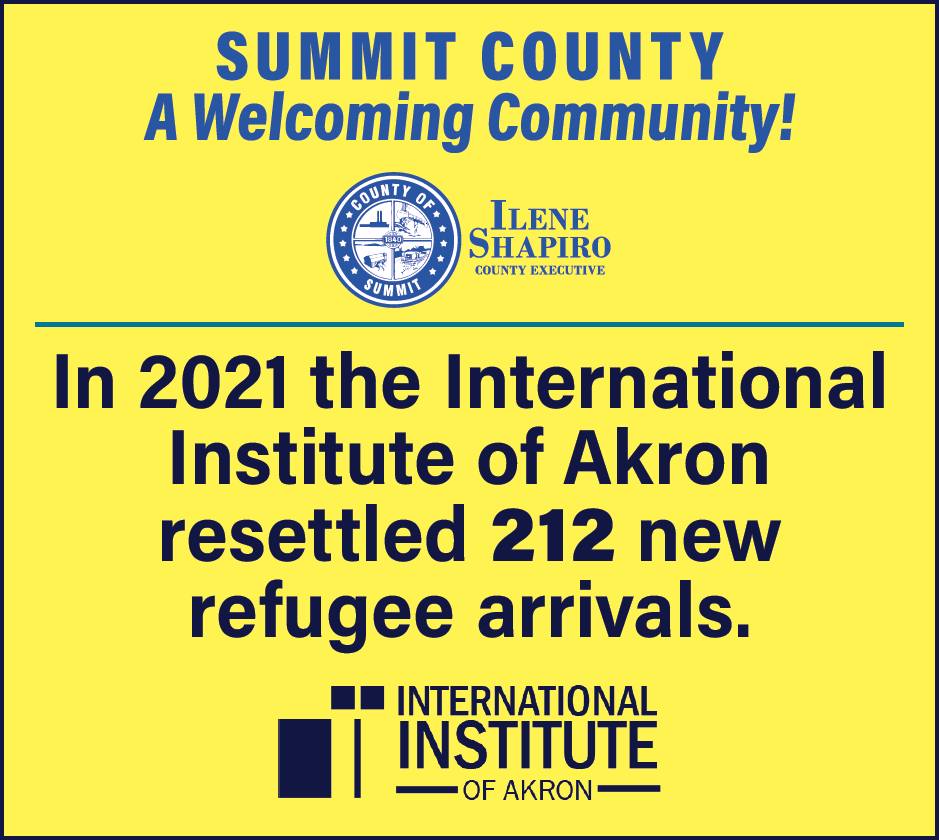 SUMMIT COUNTY
A Welcoming Community!
COUNTY OF
1840
SUMMIT
ILENE
SHAPIRO
COUNTY EXECUTIVE
In 2021 the International
Institute of Akron
resettled 212 new
refugee arrivals.
INTERNATIONAL
INSTITUTE
OF AKRON